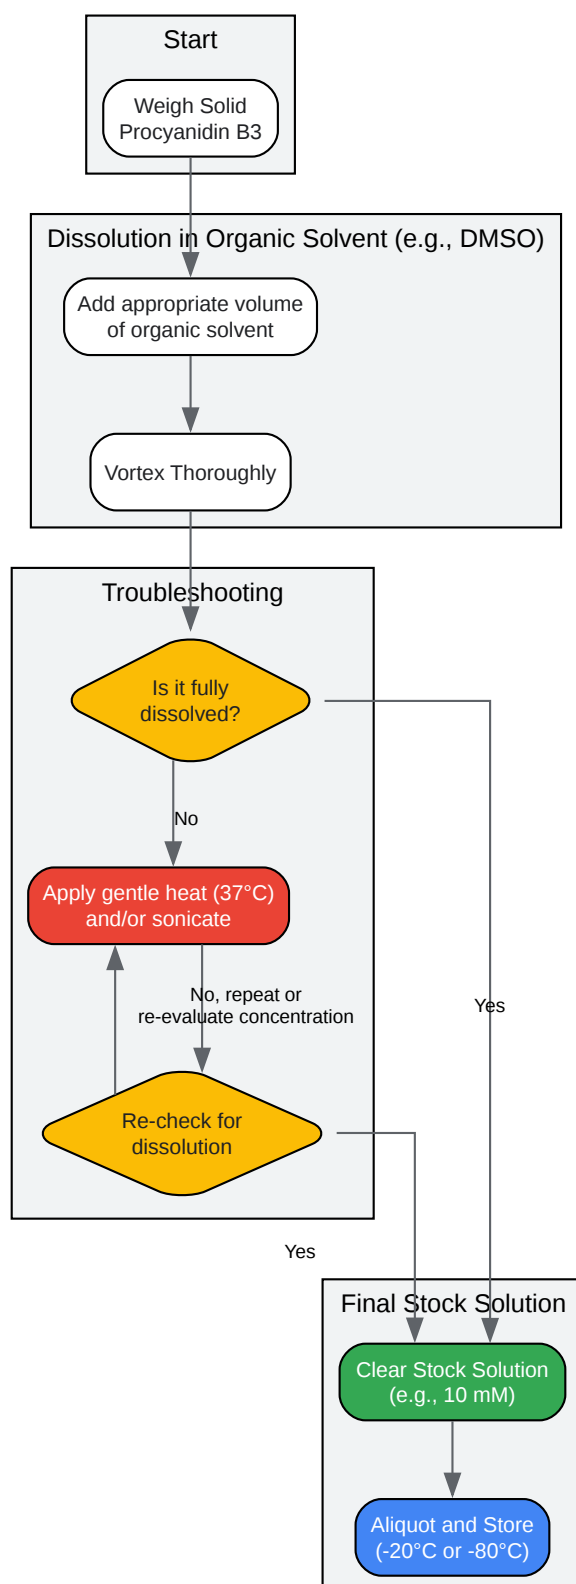 Start
Weigh Solid
Procyanidin B3
Dissolution in Organic Solvent (e.g., DMSO)
Add appropriate volume
of organic solvent
Vortex Thoroughly
Troubleshooting
Is it fully
dissolved?
No
Apply gentle heat (37°C)
and/or sonicate
No, repeat or
re-evaluate concentration
Yes
Re-check for
dissolution
Yes
Final Stock Solution
Clear Stock Solution
(e.g., 10 mM)
Aliquot and Store
(-20°C or -80°C)